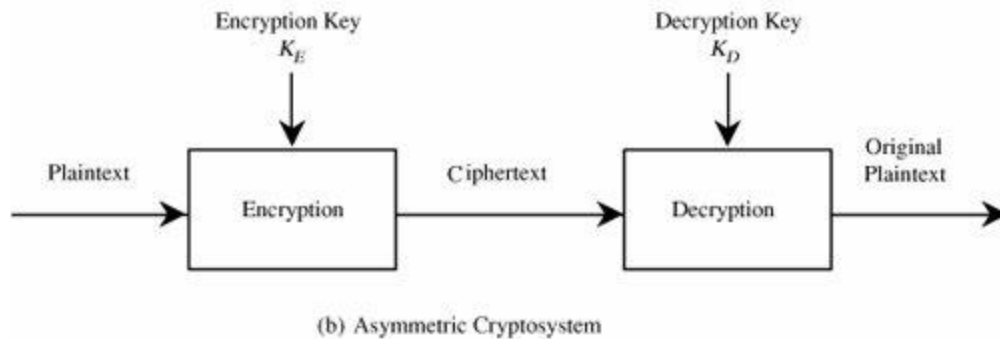 Encryption Key
K_E
Decryption Key
K_D
Plaintext
Encryption
Ciphertext
Decryption
Original
Plaintext
(b) Asymmetric Cryptosystem